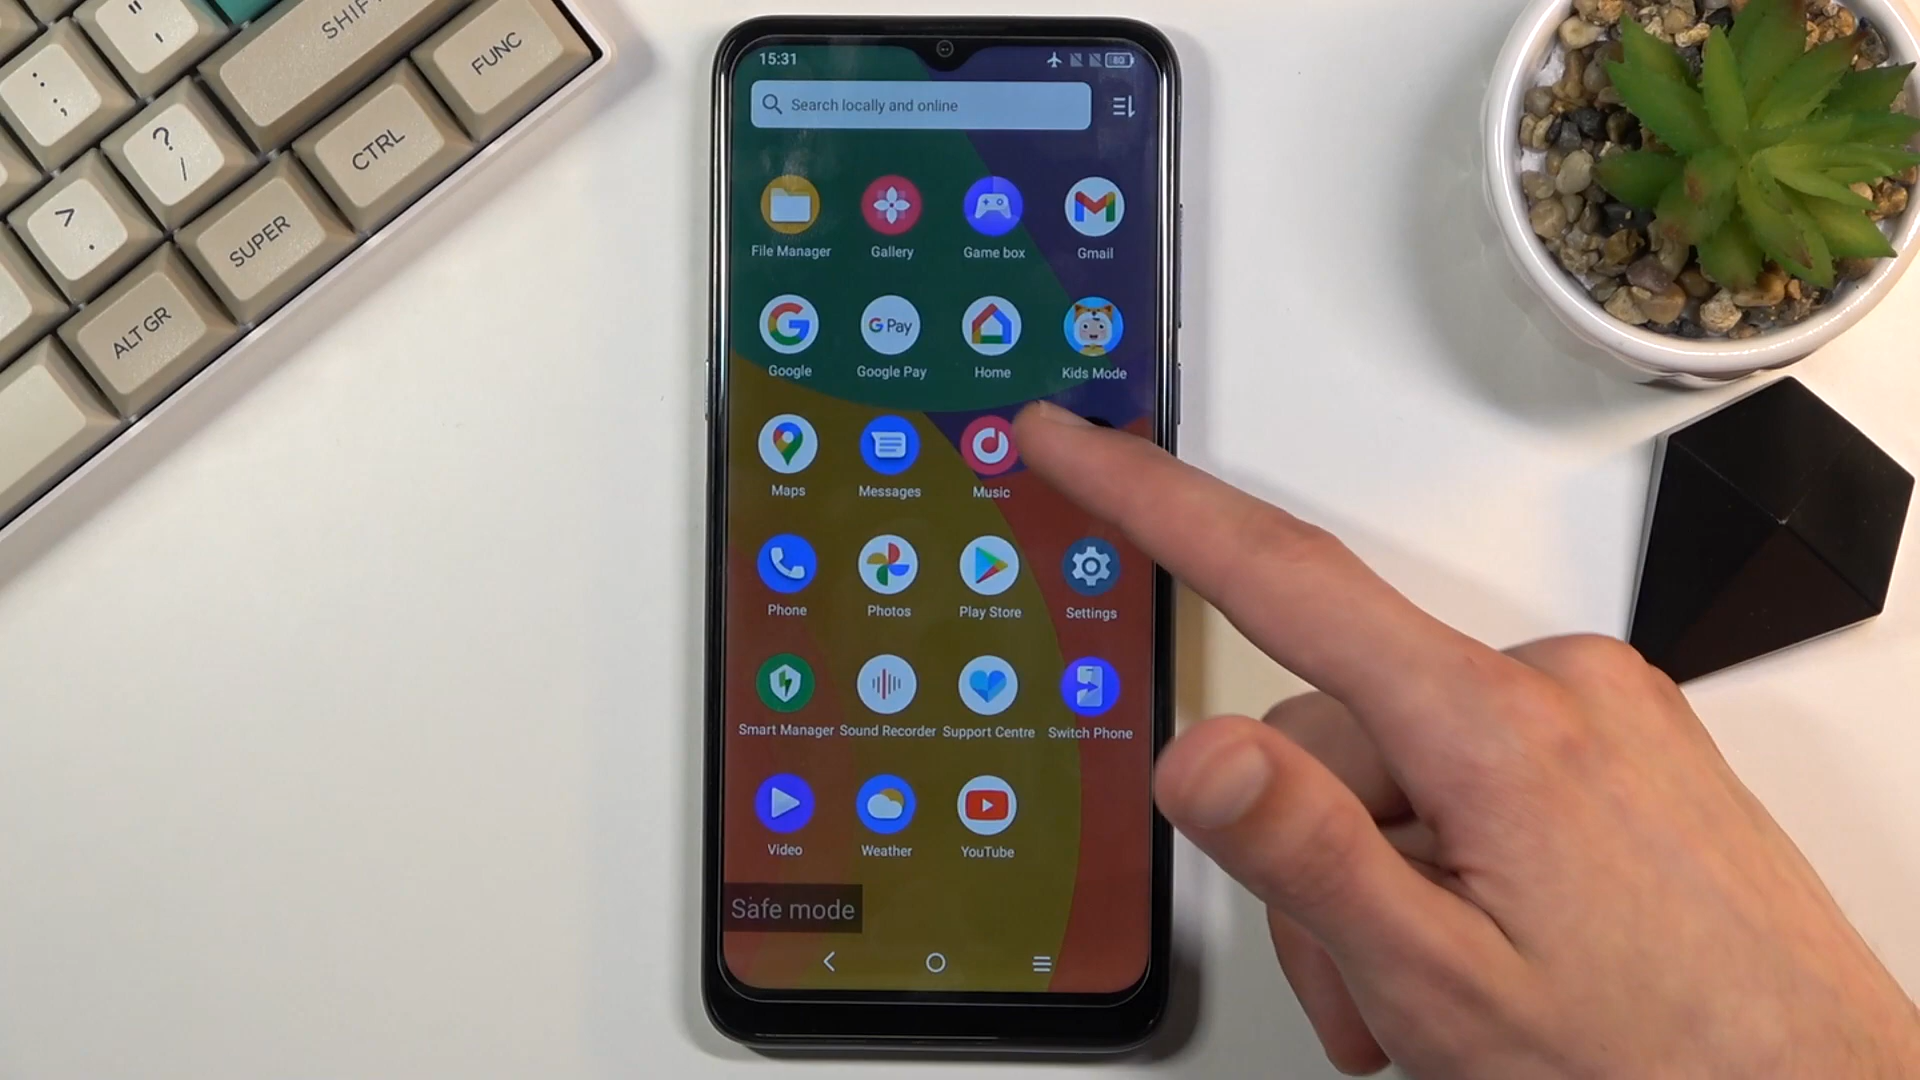 SHIFT
FUNC
"
'
:
;
?
/
CTRL
>
.
SUPER
ALT GR
15:31
80
Search locally and online
File Manager
Gallery
Game box
Gmail
Google
G Pay
Google Pay
Home
Kids Mode
Maps
Messages
Music
Phone
Photos
Play Store
Settings
Smart Manager
Sound Recorder
Support Centre
Switch Phone
Video
Weather
YouTube
Safe mode